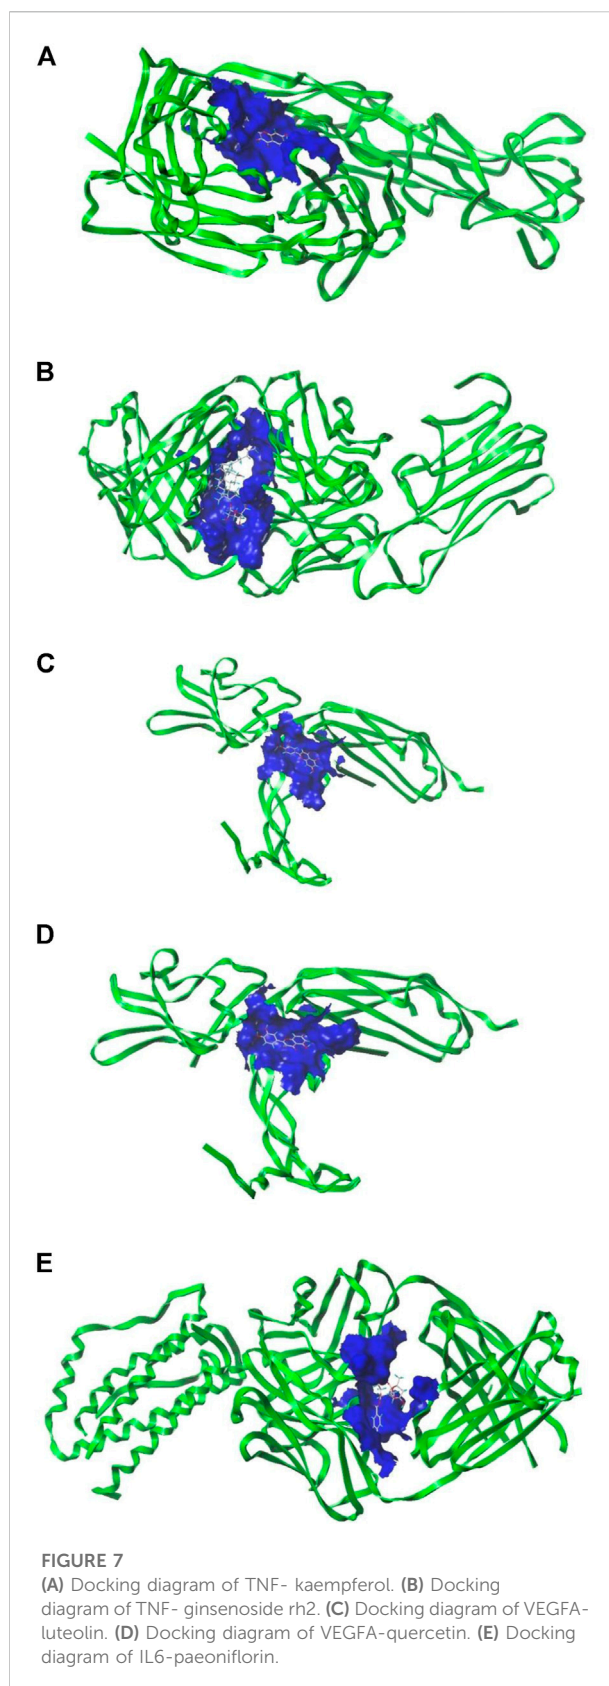 A
B
C
D
E
FIGURE 7
(A) Docking diagram of TNF- kaempferol. (B) Docking
diagram of TNF- ginsenoside rh2. (C) Docking diagram of VEGFA-
luteolin. (D) Docking diagram of VEGFA-quercetin. (E) Docking
diagram of IL6-paeoniflorin.